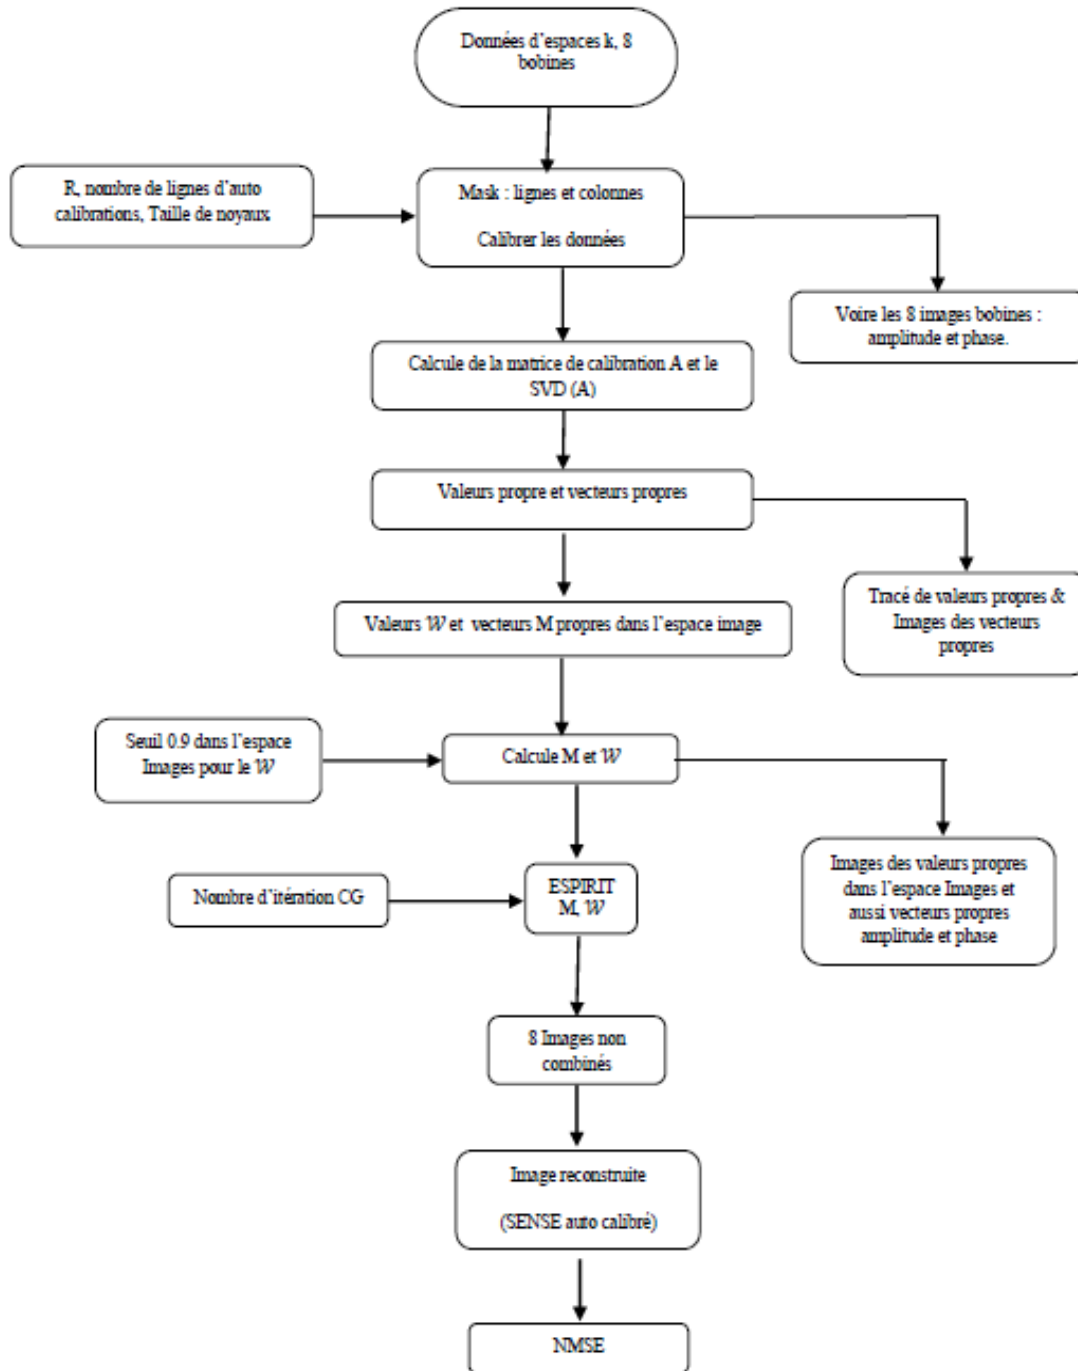 Données d'espaces k, 8
bobines
R, nombre de lignes d'auto
calibrations, Taille de noyaux
Mask : lignes et colonnes
Calibrer les données
Voire les 8 images bobines :
amplitude et phase.
Calcule de la matrice de calibration A et le
SVD (A)
Valeurs propre et vecteurs propres
Tracé de valeurs propres &
Images des vecteurs
propres
Valeurs W et vecteurs M propres dans l'espace image
Seuil 0.9 dans l'espace
Images pour le W
Calcule M et W
Images des valeurs propres
dans l'espace Images et
aussi vecteurs propres
amplitude et phase
Nombre d'itération CG
ESPIRIT
M, W
8 Images non
combinés
Image reconstruite
(SENSE auto calibré)
NMSE